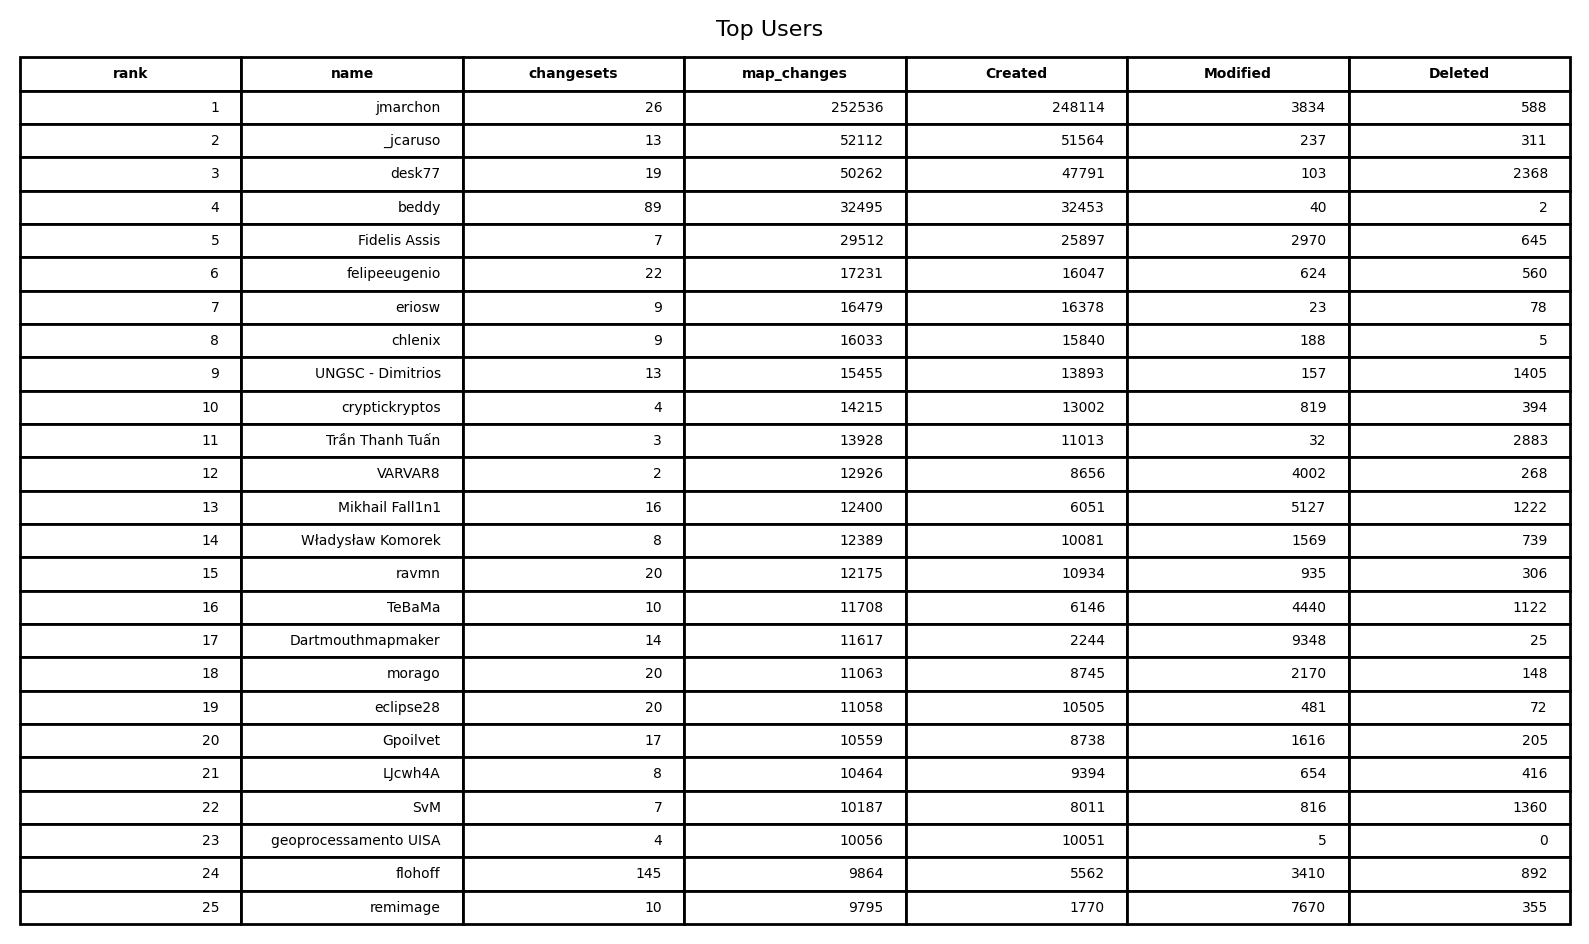 Top Users
rank name changesets map_changes Created Modified Deleted
1 jmarchon 26 252536 248114 3834 588
2 _jcaruso 13 52112 51564 237 311
3 desk77 19 50262 47791 103 2368
4 beddy 89 32495 32453 40 2
5 Fidelis Assis 7 29512 25897 2970 645
6 felipeeugenio 22 17231 16047 624 560
7 eriosw 9 16479 16378 23 78
8 chlenix 9 16033 15840 188 5
9 UNGSC - Dimitrios 13 15455 13893 157 1405
10 cryptickryptos 4 14215 13002 819 394
11 Trần Thanh Tuấn 3 13928 11013 32 2883
12 VARVAR8 2 12926 8656 4002 268
13 Mikhail Fall1n1 16 12400 6051 5127 1222
14 Władysław Komorek 8 12389 10081 1569 739
15 ravmn 20 12175 10934 935 306
16 TeBaMa 10 11708 6146 4440 1122
17 Dartmouthmapmaker 14 11617 2244 9348 25
18 morago 20 11063 8745 2170 148
19 eclipse28 20 11058 10505 481 72
20 Gpoilvet 17 10559 8738 1616 205
21 LJcwh4A 8 10464 9394 654 416
22 SvM 7 10187 8011 816 1360
23 geoprocessamento UISA 4 10056 10051 5 0
24 flohoff 145 9864 5562 3410 892
25 remimage 10 9795 1770 7670 355